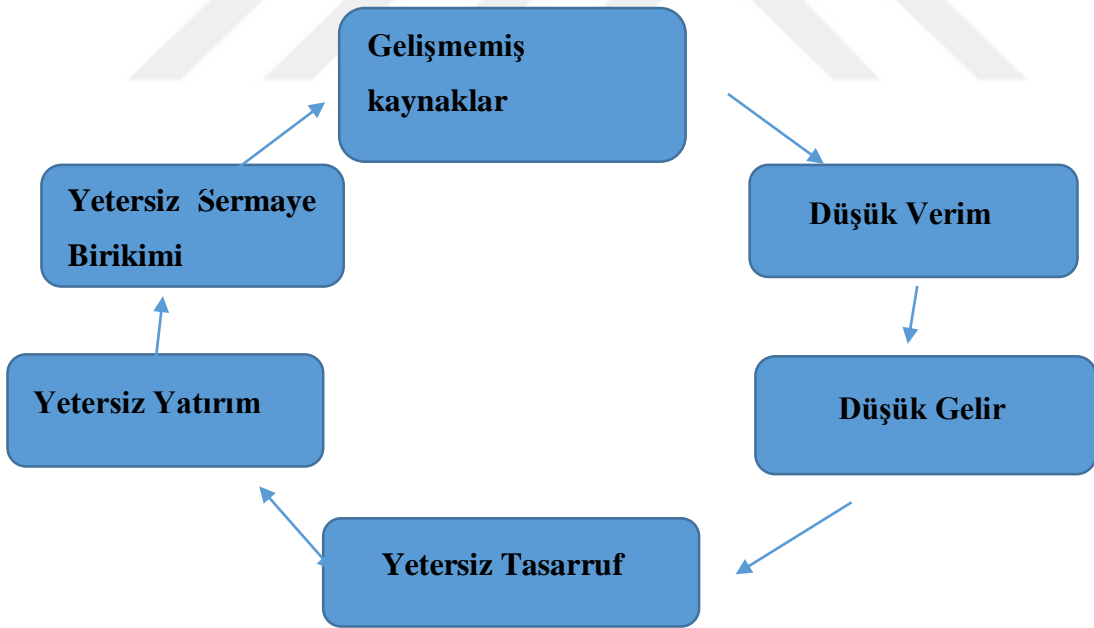 Gelişmemiş
kaynaklar
Düşük Verim
Düşük Gelir
Yetersiz Tasarruf
Yetersiz Yatırım
Yetersiz Sermaye
Birikimi